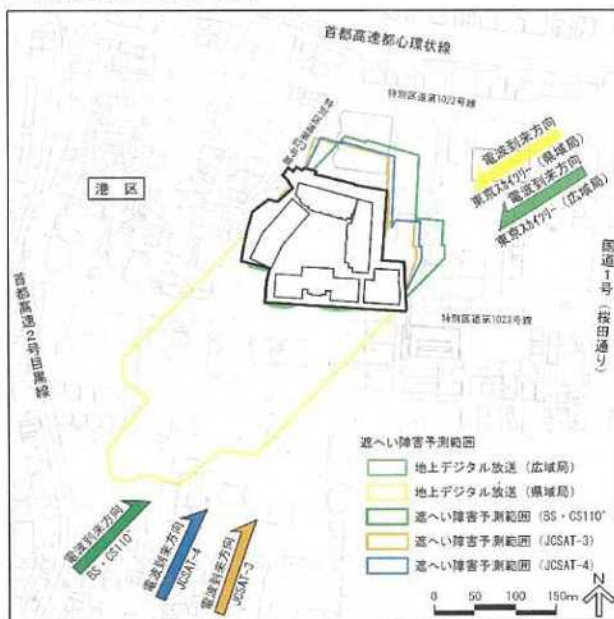 首都高速都心環状線
特別区道第1022号線
港区
電波到来方向
東京スカイツリー（県域局）
電波到来方向
東京スカイツリー（広域局）
首都高速2号目黒線
国道1号（桜田通り）
特別区道第1023号線
遮へい障害予測範囲
地上デジタル放送（広域局）
地上デジタル放送（県域局）
遮へい障害予測範囲（BS・CS110°）
遮へい障害予測範囲（JCSAT-3）
遮へい障害予測範囲（JCSAT-4）
電波到来方向
BS・CS110°
電波到来方向
JCSAT-4
電波到来方向
JCSAT-3
N
0 50 100 150m